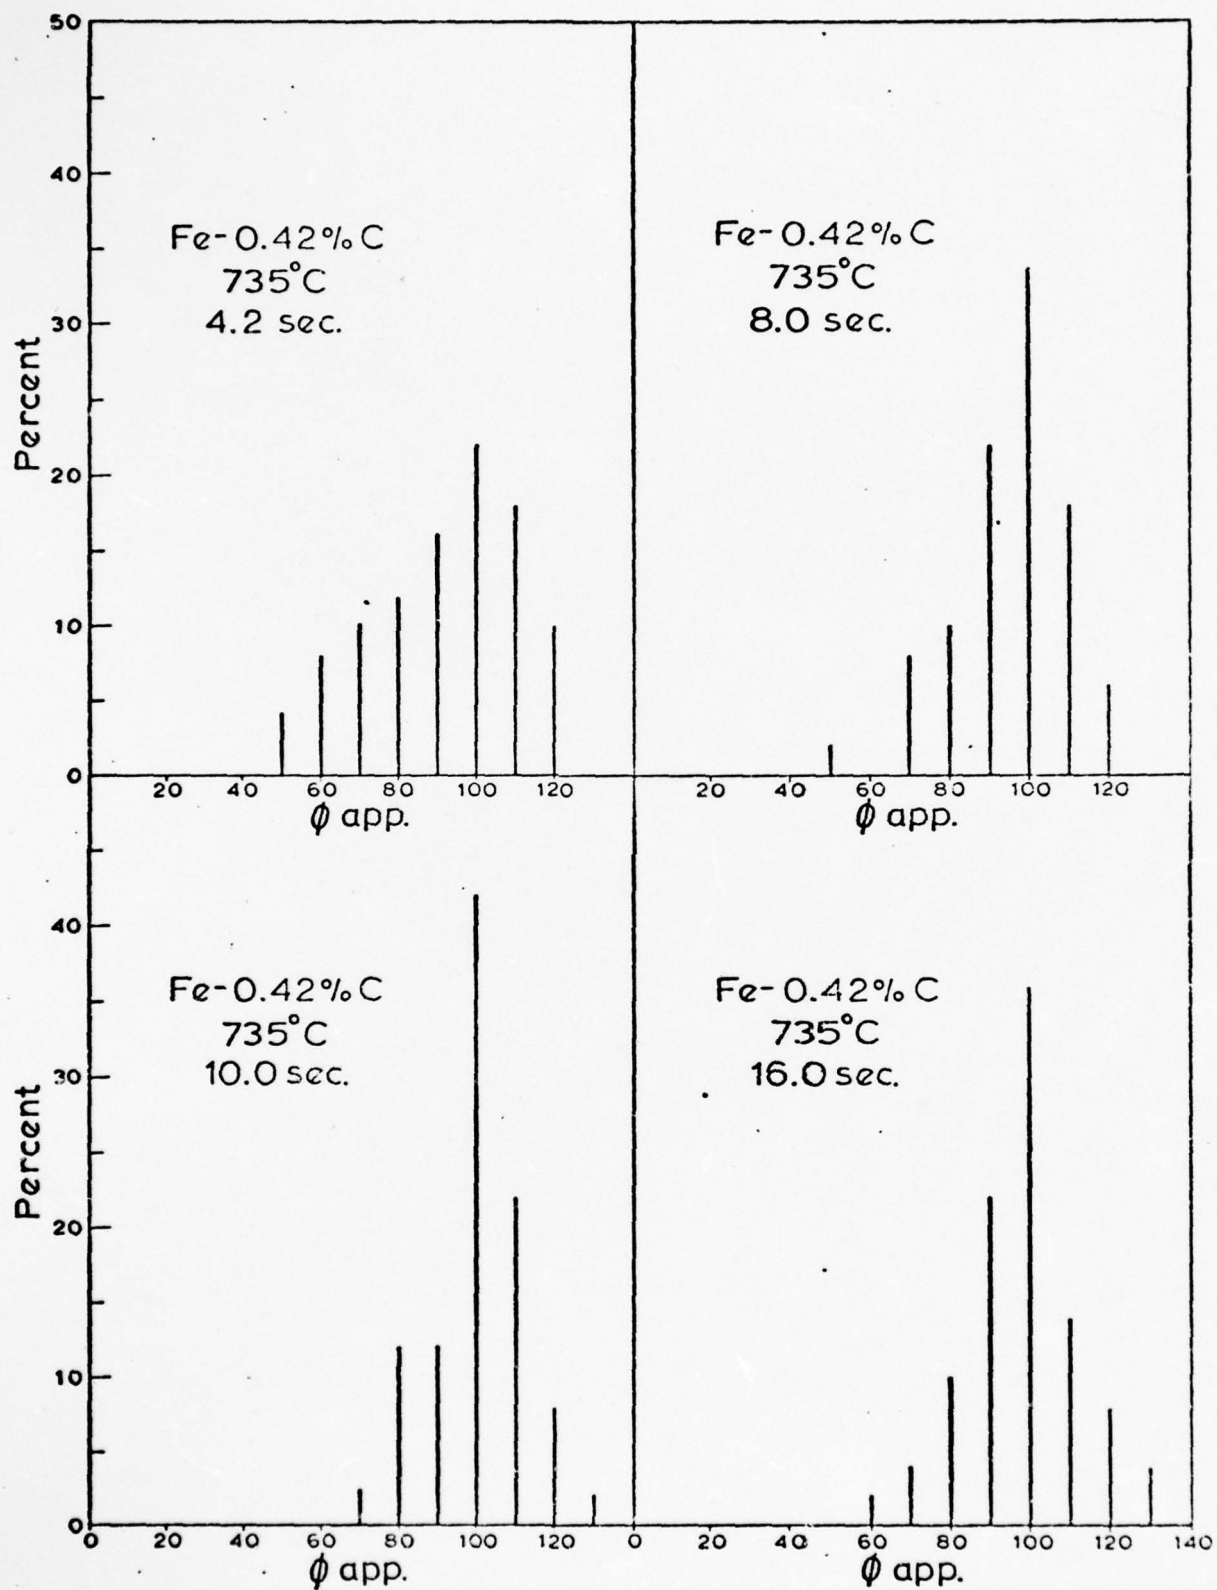 50
40
30
20
10
0
Percent
Fe-0.42%C
735°C
4.2 sec.
20 40 60 80 100 120
φ app.
Fe-0.42%C
735°C
8.0 sec.
20 40 60 80 100 120
φ app.
40
30
20
10
0
Percent
Fe-0.42%C
735°C
10.0 sec.
0 20 40 60 80 100 120
φ app.
Fe-0.42%C
735°C
16.0 sec.
0 20 40 60 80 100 120 140
φ app.